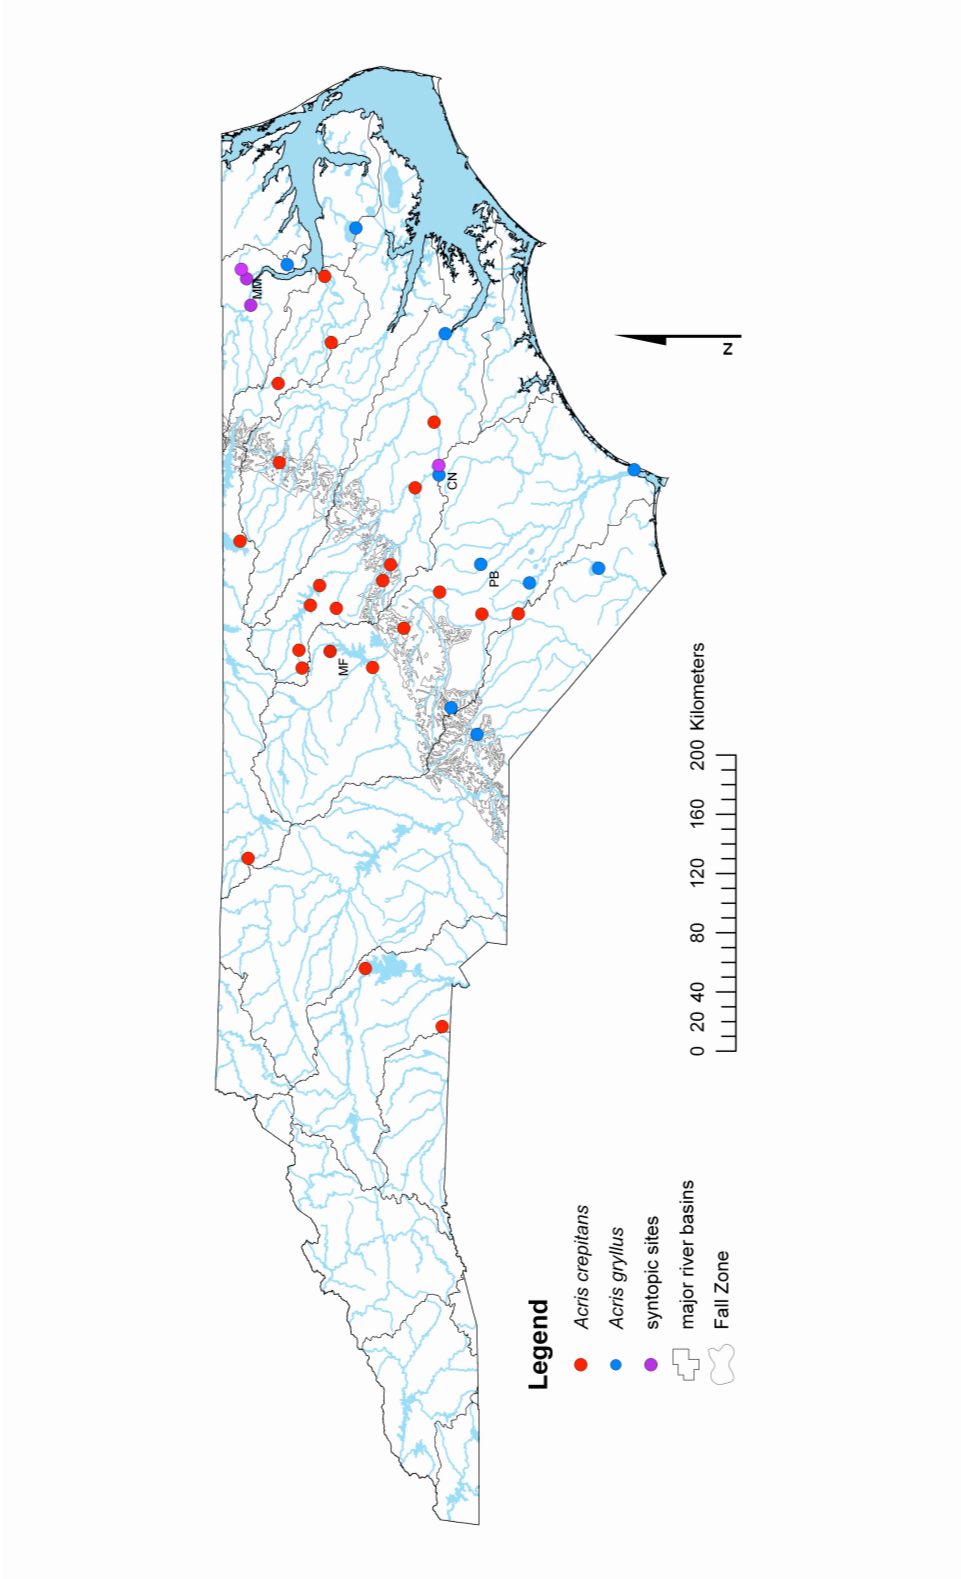 MM
CN
PB
MF
N
0 20 40 80 120 160 200 Kilometers
Legend
Acris crepitans
Acris gryllus
syntopic sites
major river basins
Fall Zone